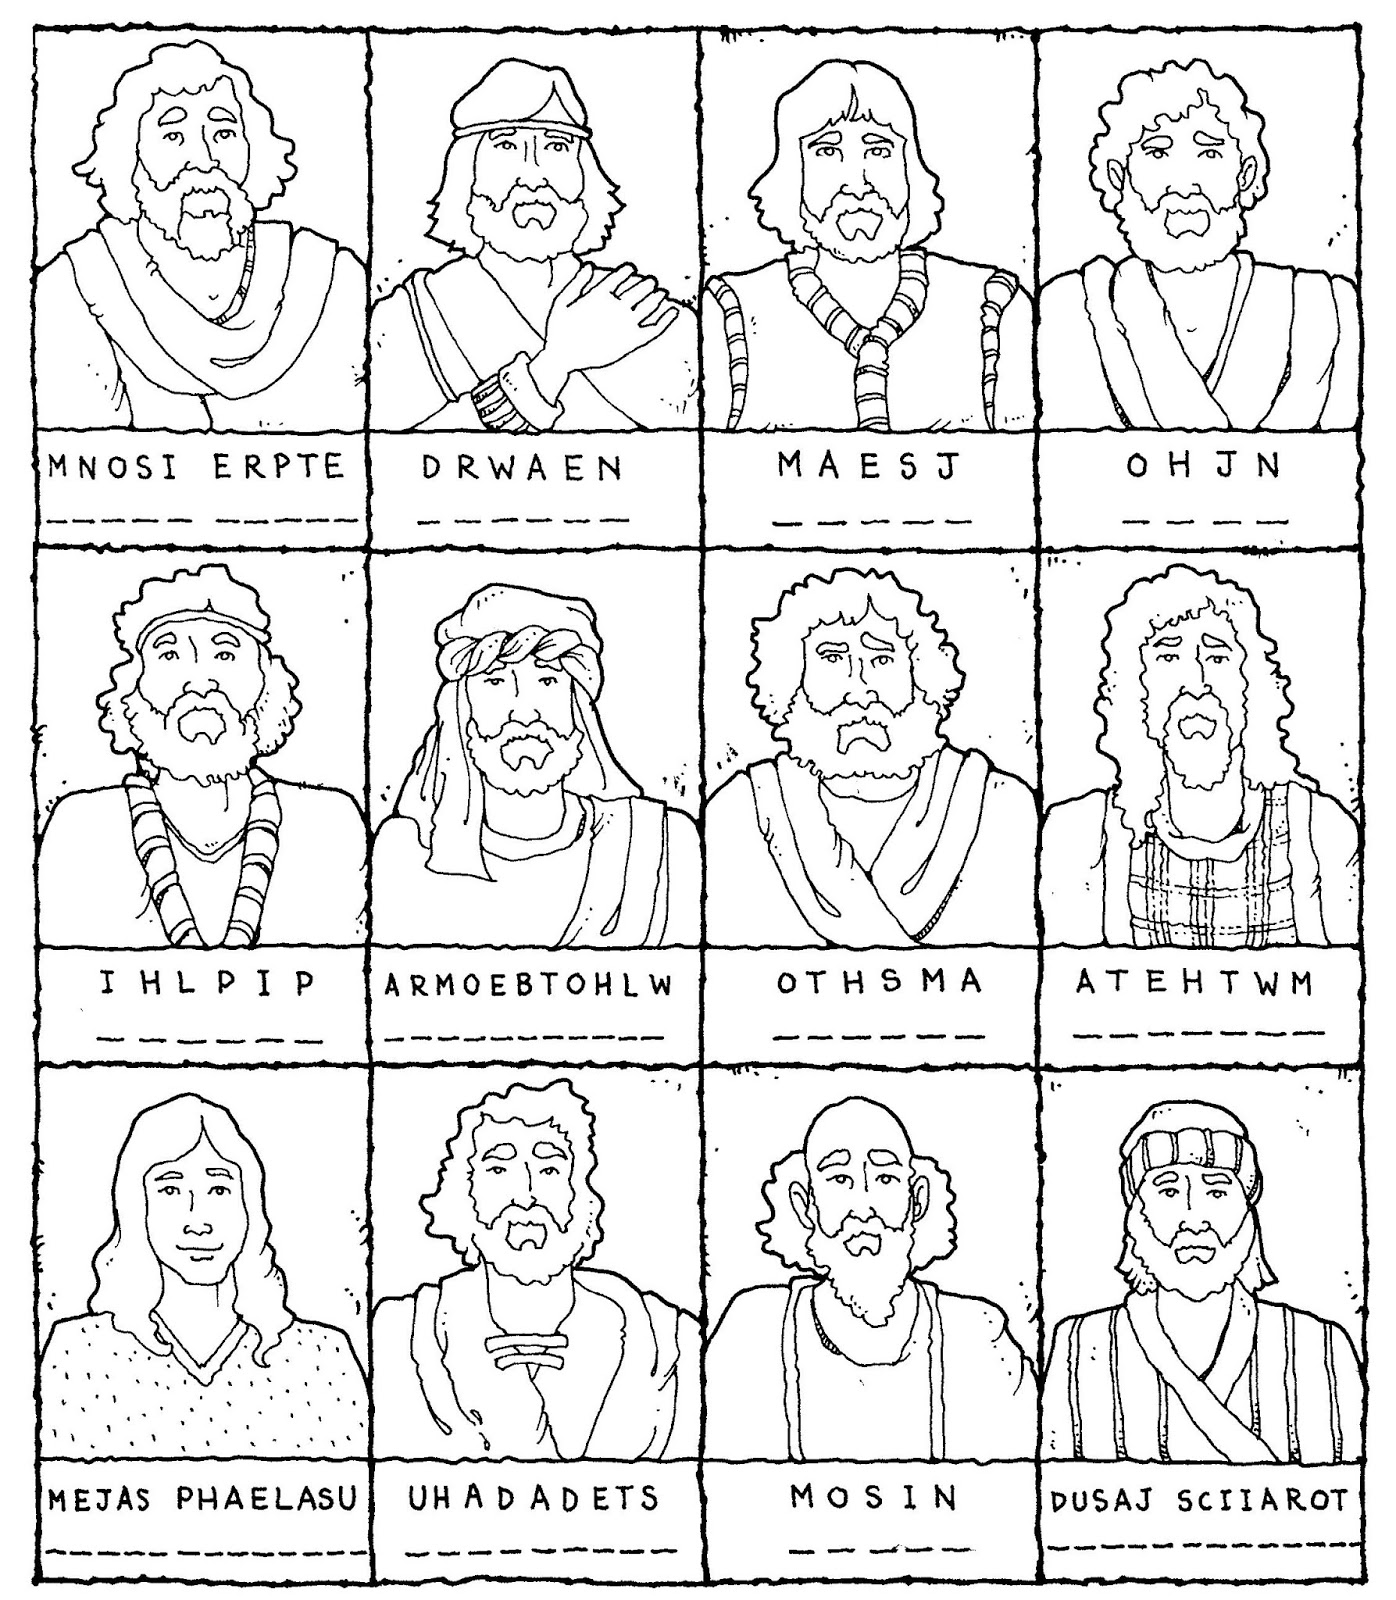 MNOSI ERPTE
DRWAEN
MAESJ
OHJN
IHLPIP
ARMOEBTOHLW
OTHSMA
ATEHTWM
MEJAS PHAELASU
UHADADETS
MOSIN
DUSAJ SCIIAROT